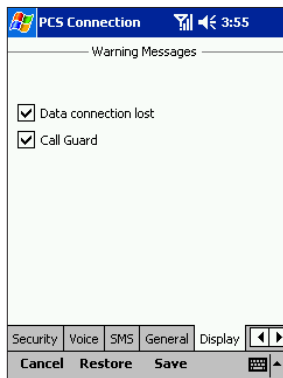 PCS Connection 3:55
Warning Messages
Data connection lost
Call Guard
Security Voice SMS General Display
Cancel Restore Save